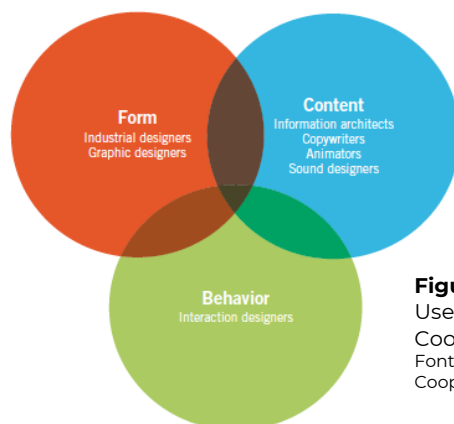 Form
Industrial designers
Graphic designers
Content
Information architects
Copywriters
Animators
Sound designers
Behavior
Interaction designers